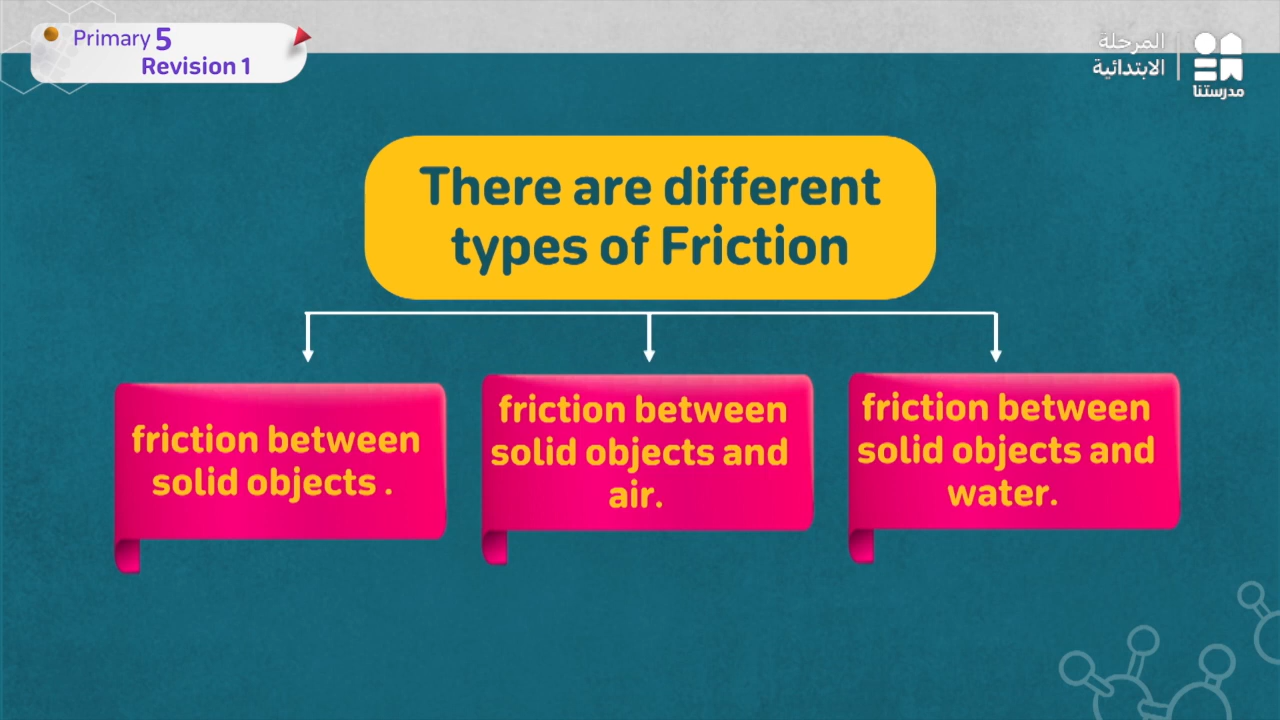 Primary 5
Revision 1
المرحلة
الابتدائية
مدرستنا
There are different
types of Friction
friction between
solid objects .
friction between
solid objects and
air.
friction between
solid objects and
water.